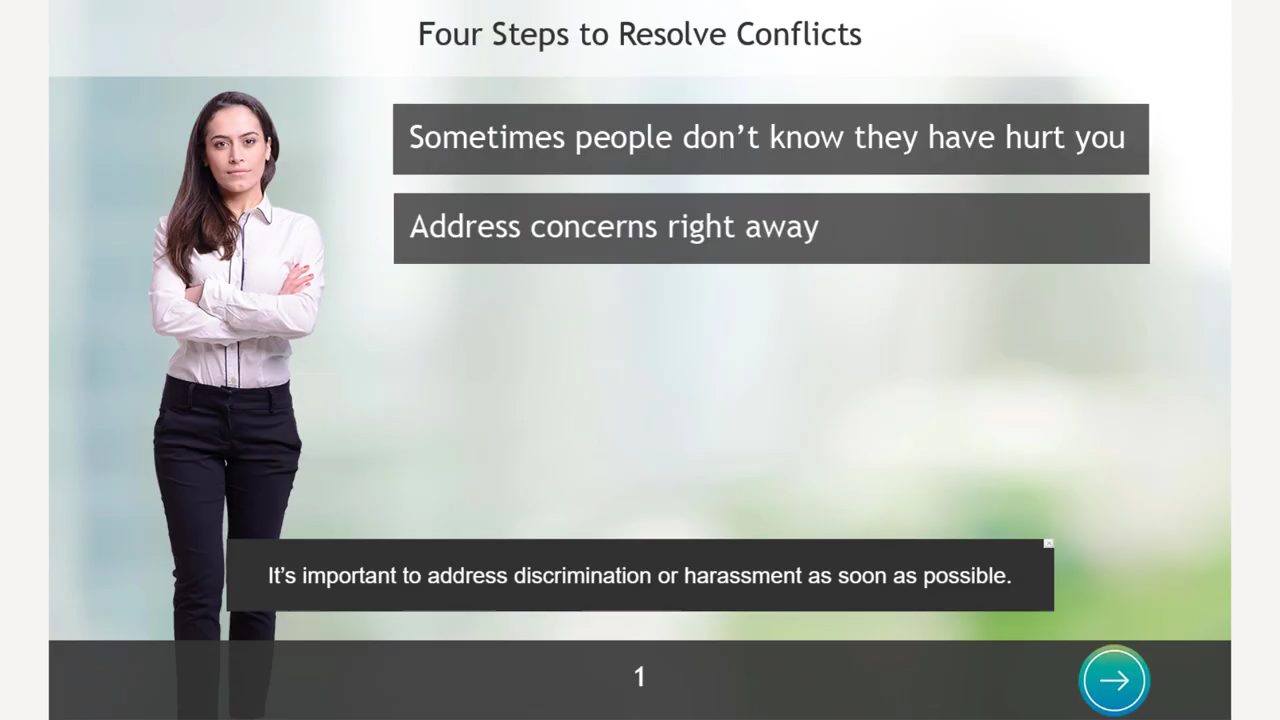 Four Steps to Resolve Conflicts
Sometimes people don’t know they have hurt you
Address concerns right away
It’s important to address discrimination or harassment as soon as possible.
1